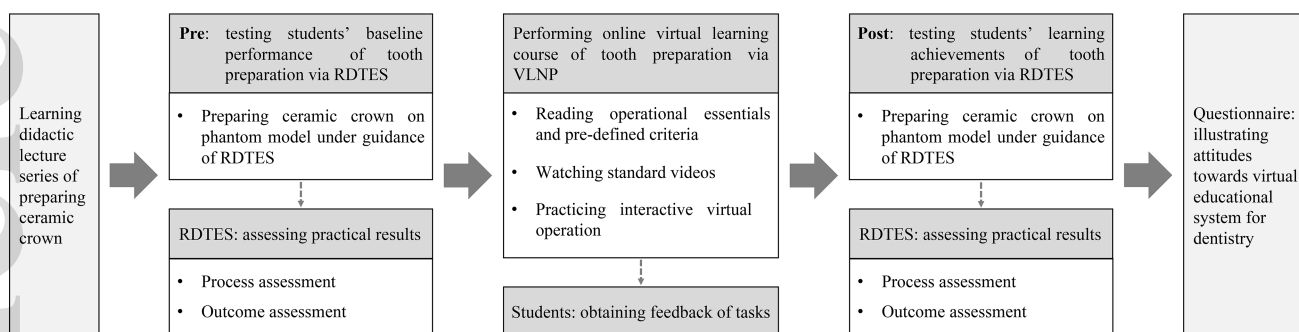 Learning
didactic
lecture
series of
preparing
ceramic
crown
Pre: testing students’ baseline
performance of tooth
preparation via RDTES
• Preparing ceramic crown on
phantom model under guidance
of RDTES
RDTES: assessing practical results
• Process assessment
• Outcome assessment
Performing online virtual learning
course of tooth preparation via
VLNP
• Reading operational essentials
and pre-defined criteria
• Watching standard videos
• Practicing interactive virtual
operation
Students: obtaining feedback of tasks
Post: testing students’ learning
achievements of tooth
preparation via RDTES
• Preparing ceramic crown on
phantom model under guidance
of RDTES
RDTES: assessing practical results
• Process assessment
• Outcome assessment
Questionnaire:
illustrating
attitudes
towards virtual
educational
system for
dentistry